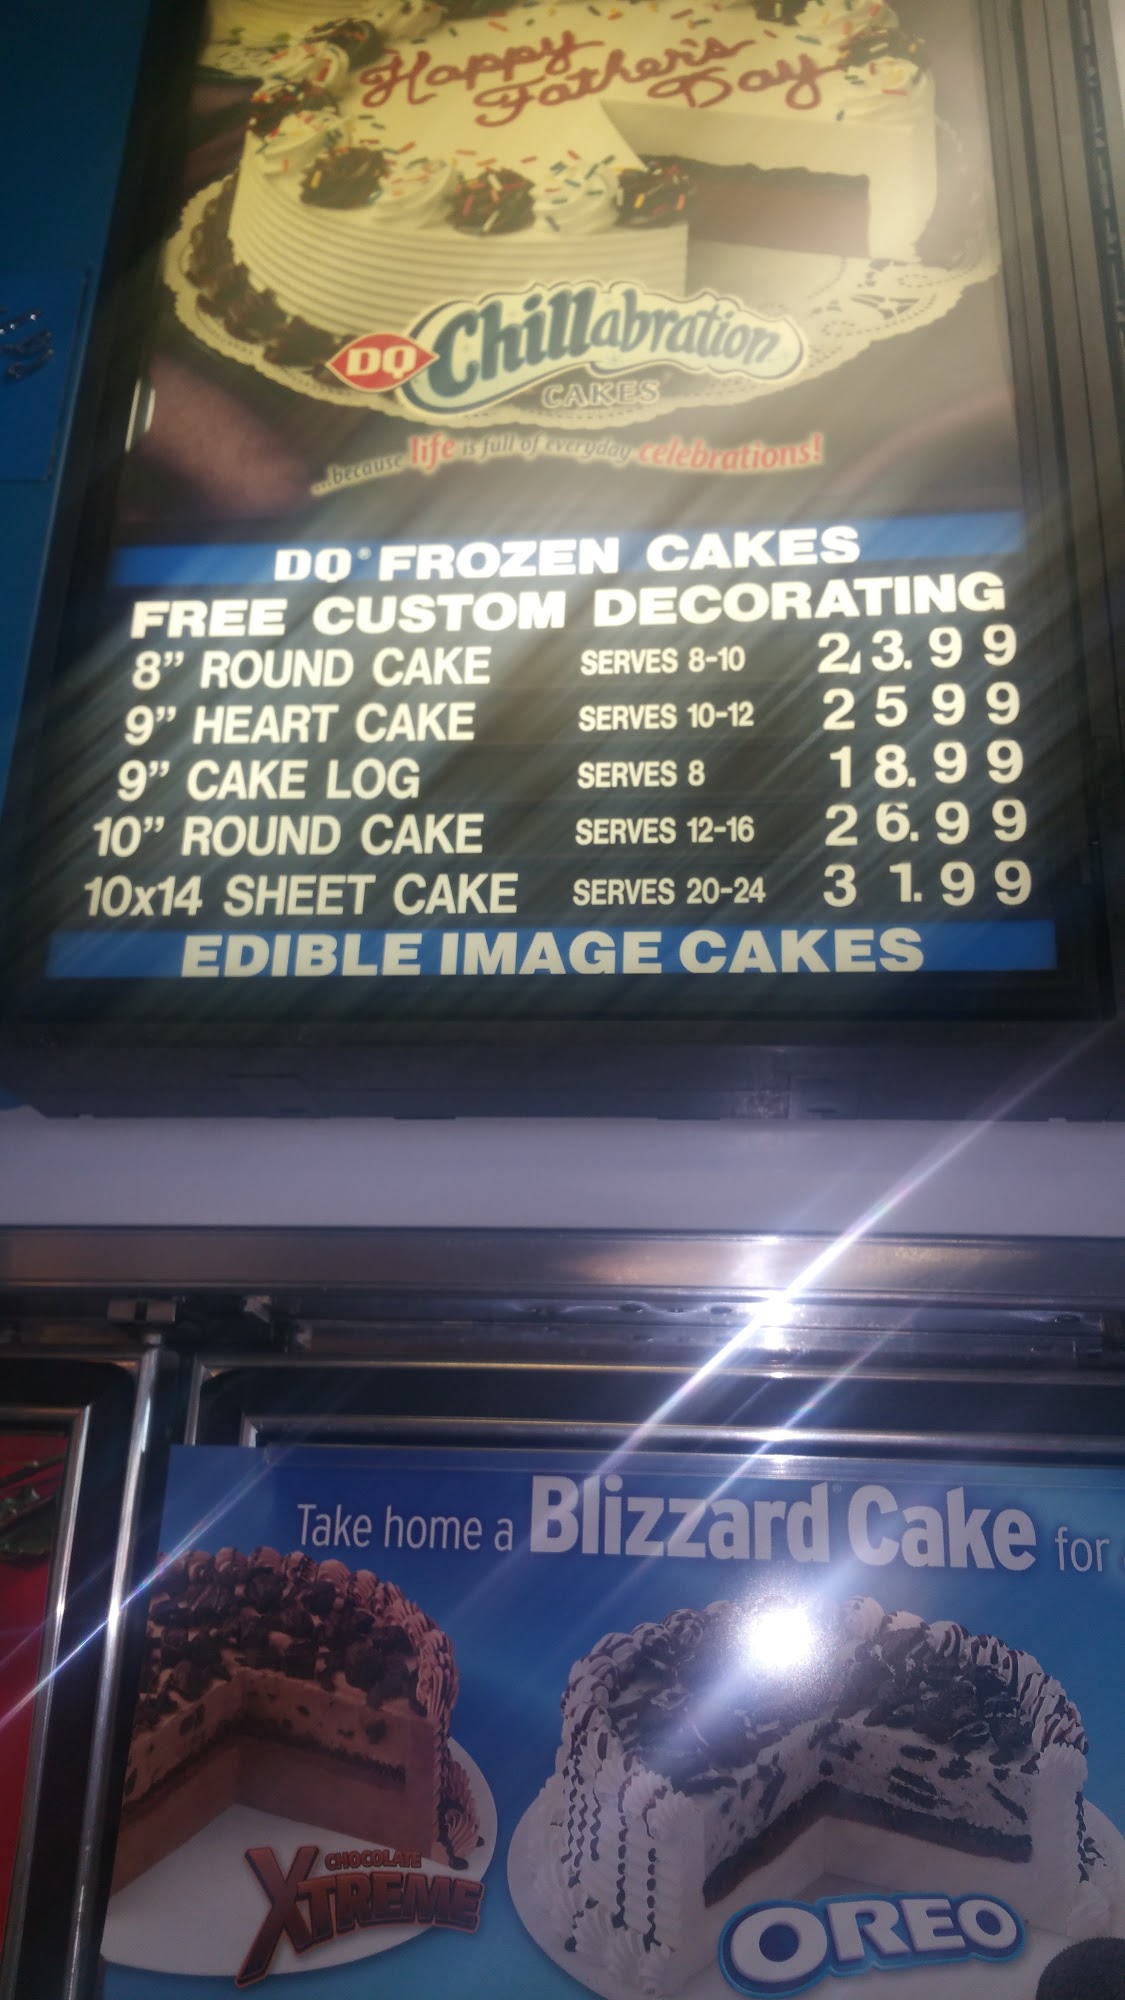 Happy
Father's
Day
DQ Chillabration
CAKES
...because life is full of everyday celebrations!
DQ® FROZEN CAKES
FREE CUSTOM DECORATING
8” ROUND CAKE SERVES 8-10 23.99
9” HEART CAKE SERVES 10-12 2599
9” CAKE LOG SERVES 8 18.99
10” ROUND CAKE SERVES 12-16 26.99
10x14 SHEET CAKE SERVES 20-24 31.99
EDIBLE IMAGE CAKES
Take home a Blizzard® Cake for
CHOCOLATE
XTREME
OREO